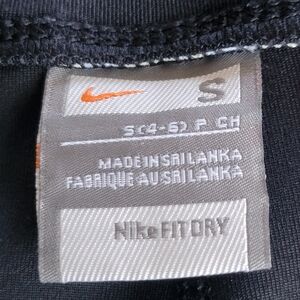 S
S (4-6) P CH
MADE IN SRI LANKA
FABRIQUE AU SRI LANKA
Nike FIT DRY